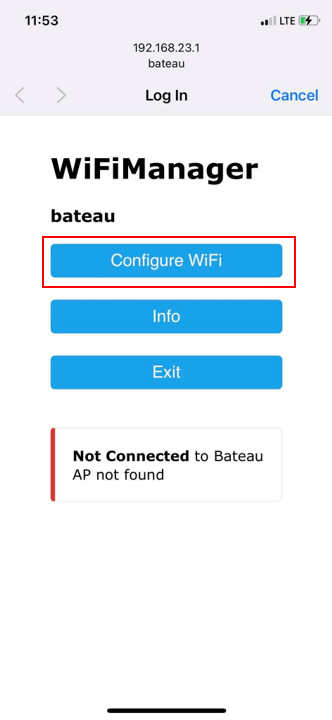 11:53
LTE
192.168.23.1
bateau
Log In
Cancel
WiFiManager
bateau
Configure WiFi
Info
Exit
Not Connected to Bateau
AP not found